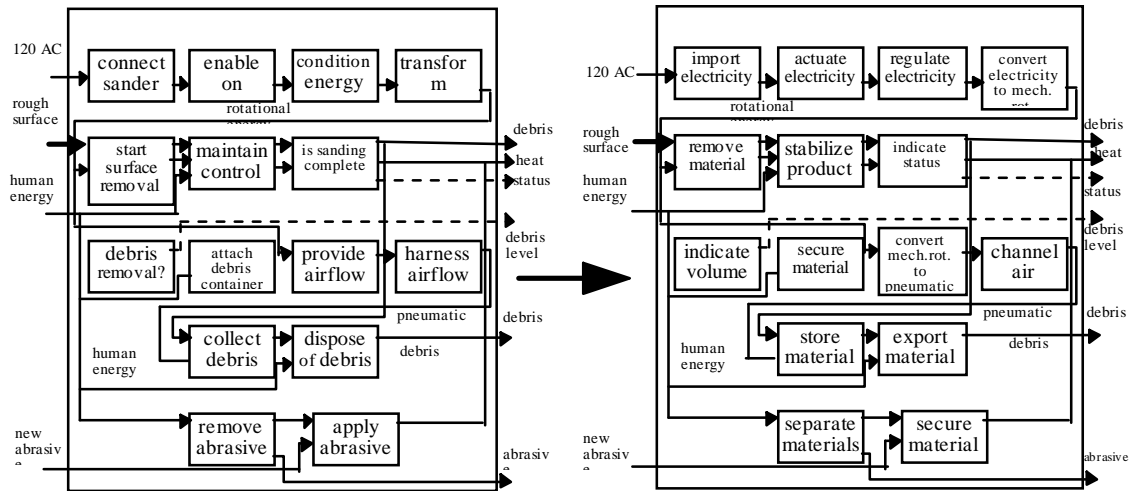 120 AC
connect
sander
enable
on
condition
energy
transfor
m
rough
surface
rotational
start
surface
removal
maintain
control
is sanding
complete
debris
heat
status
human
energy
debris
removal?
attach
debris
container
provide
airflow
harness
airflow
debris
level
pneumatic
collect
debris
dispose
of debris
debris
debris
human
energy
remove
abrasive
apply
abrasive
new
abrasiv
abrasiv
120 AC
import
electricity
actuate
electricity
regulate
electricity
convert
electricity
to mech.
rot.
rough
surface
rotational
remove
material
stabilize
product
indicate
status
debris
heat
status
human
energy
indicate
volume
secure
material
convert
mech.rot.
to
pneumatic
channel
air
debris
level
pneumatic
store
material
export
material
debris
debris
human
energy
separate
materials
secure
material
new
abrasiv
abrasive